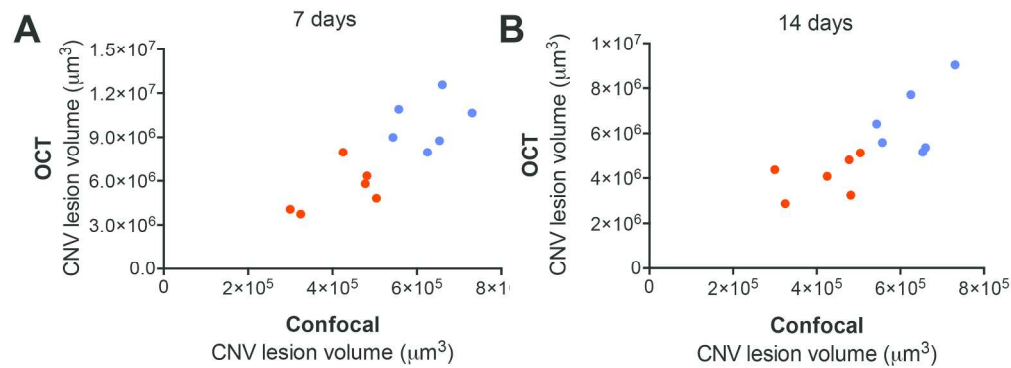 A
7 days
OCT
CNV lesion volume (μm³)
1.5×10⁷
1.2×10⁷
9.0×10⁶
6.0×10⁶
3.0×10⁶
0.0
0
2×10⁵
4×10⁵
6×10⁵
8×10
Confocal
CNV lesion volume (μm³)
B
14 days
OCT
CNV lesion volume (μm³)
1×10⁷
8×10⁶
6×10⁶
4×10⁶
2×10⁶
0
0
2×10⁵
4×10⁵
6×10⁵
8×10⁵
Confocal
CNV lesion volume (μm³)